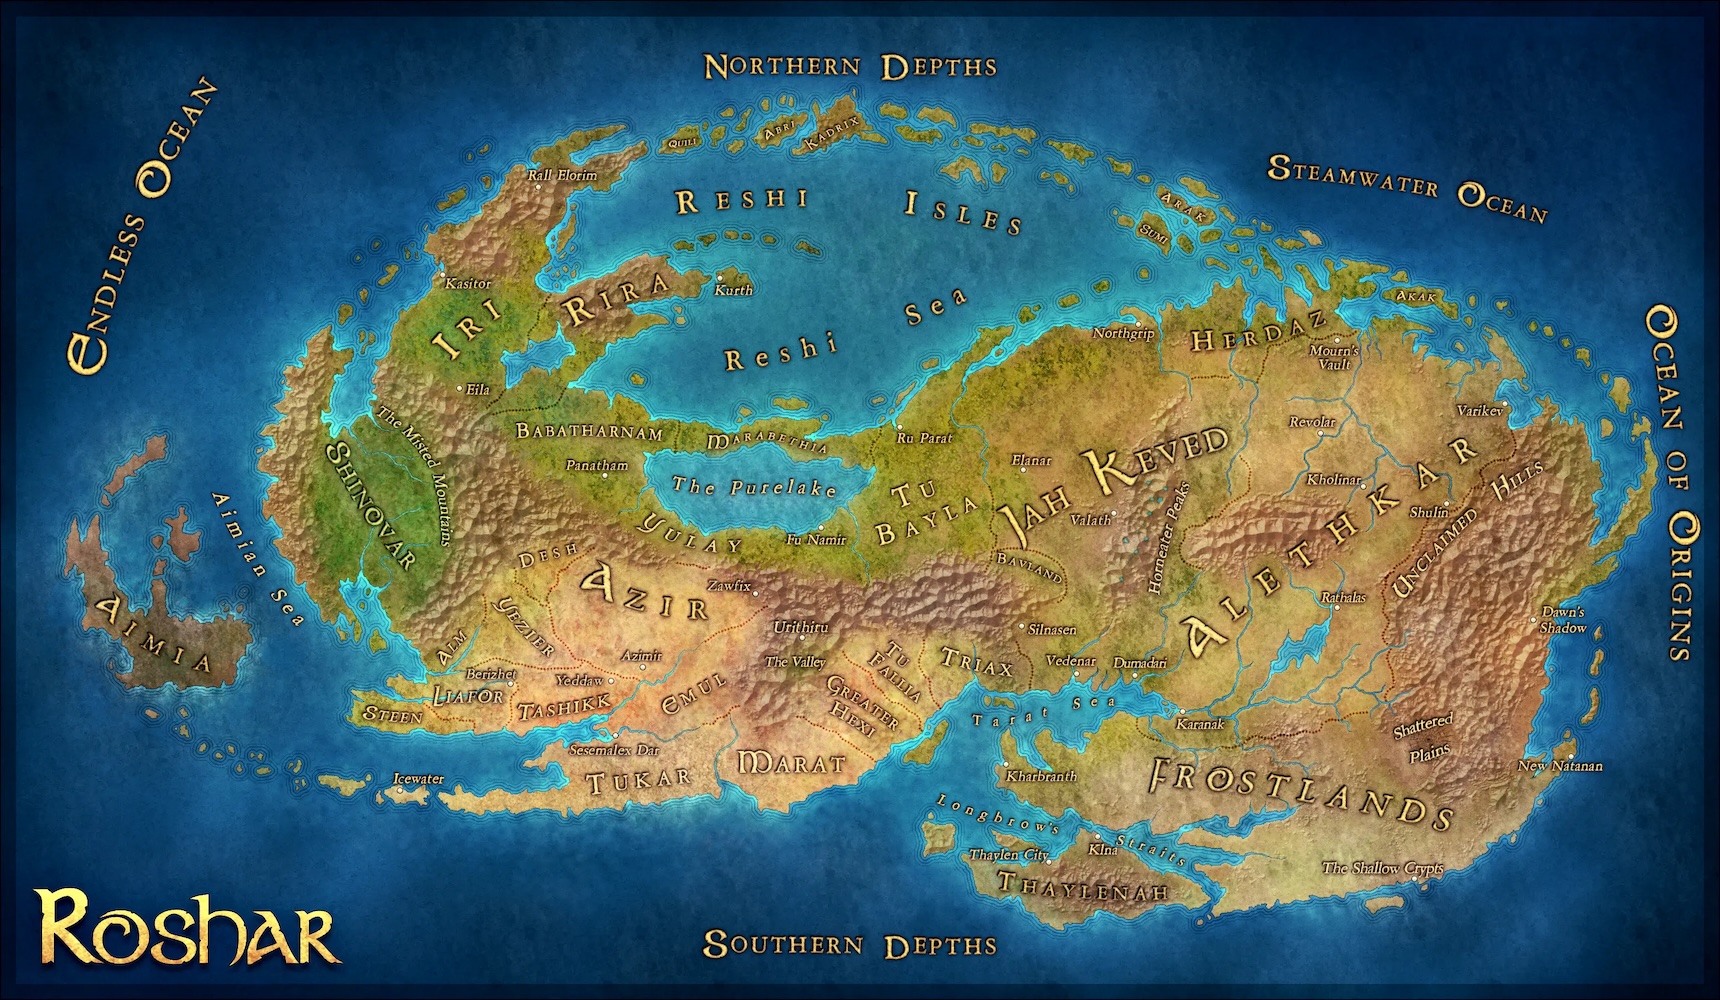 Northern Depths
Endless Ocean
Steamwater Ocean
Ocean of Origins
Quili
Abri
Kadrix
Rall Elorim
Reshi Isles
Arak
Sumi
Kasitor
Iri
Rira
Kurth
Reshi Sea
Akak
Northgrip
Herdaz
Mourn's
Vault
Eila
The Misted Mountains
Babatharnam
Marabethia
Ru Parat
Varikev
Revolar
Shinovar
Panatham
The Purelake
Elanar
Jah Keved
Tu
Bayla
Valath
Horneater Peaks
Kholinar
Shulin
Alethkar
Unclaimed Hills
Aimian Sea
Yulay
Fu Namir
Desh
Azir
Zawfix
Bavland
Aimia
Alm
Yezier
Urithiru
The Valley
Silnasen
Rathalas
Dawn's
Shadow
Azimir
Tu
Fallia
Triax
Vedenar
Dumadari
Berizhet
Yeddaw
Liafor
Steen
Tashikk
Emul
Greater
Hexi
Tarat Sea
Karanak
Shattered
Plains
Sesemalex Dar
Marat
Tukar
Icewater
Kharbranth
Frostlands
New Natanan
Longbrow's Straits
Klna
Thaylen City
Thaylenah
The Shallow Crypts
Roshar
Southern Depths